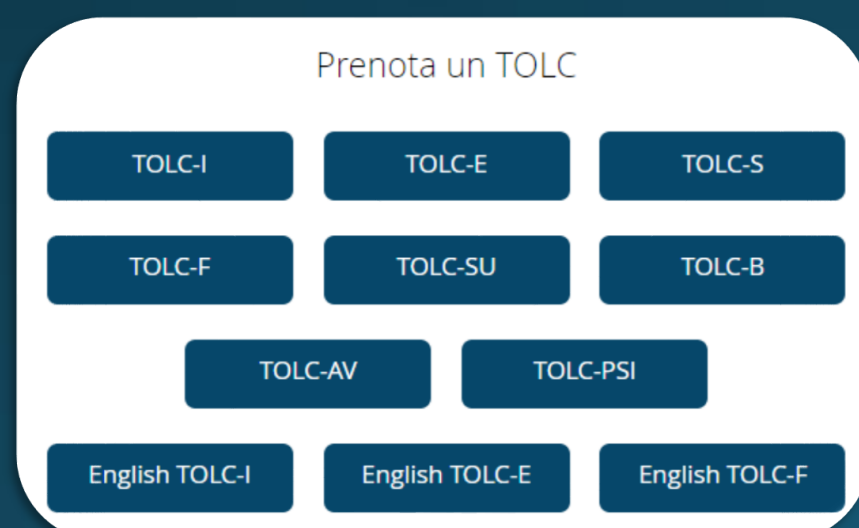 Prenota un TOLC
TOLC-I TOLC-E TOLC-S
TOLC-F TOLC-SU TOLC-B
TOLC-AV TOLC-PSI
English TOLC-I English TOLC-E English TOLC-F